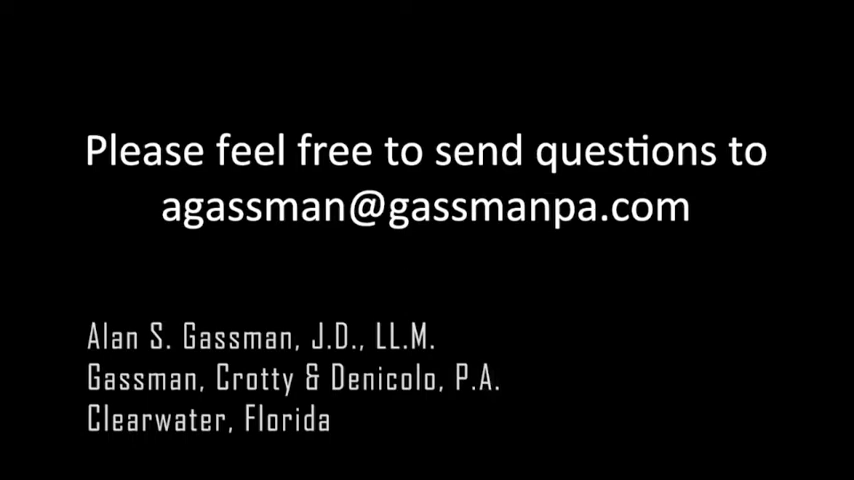 Please feel free to send questions to
agassman@gassmanpa.com
Alan S. Gassman, J.D., LL.M.
Gassman, Crotty & Denicolo, P.A.
Clearwater, Florida